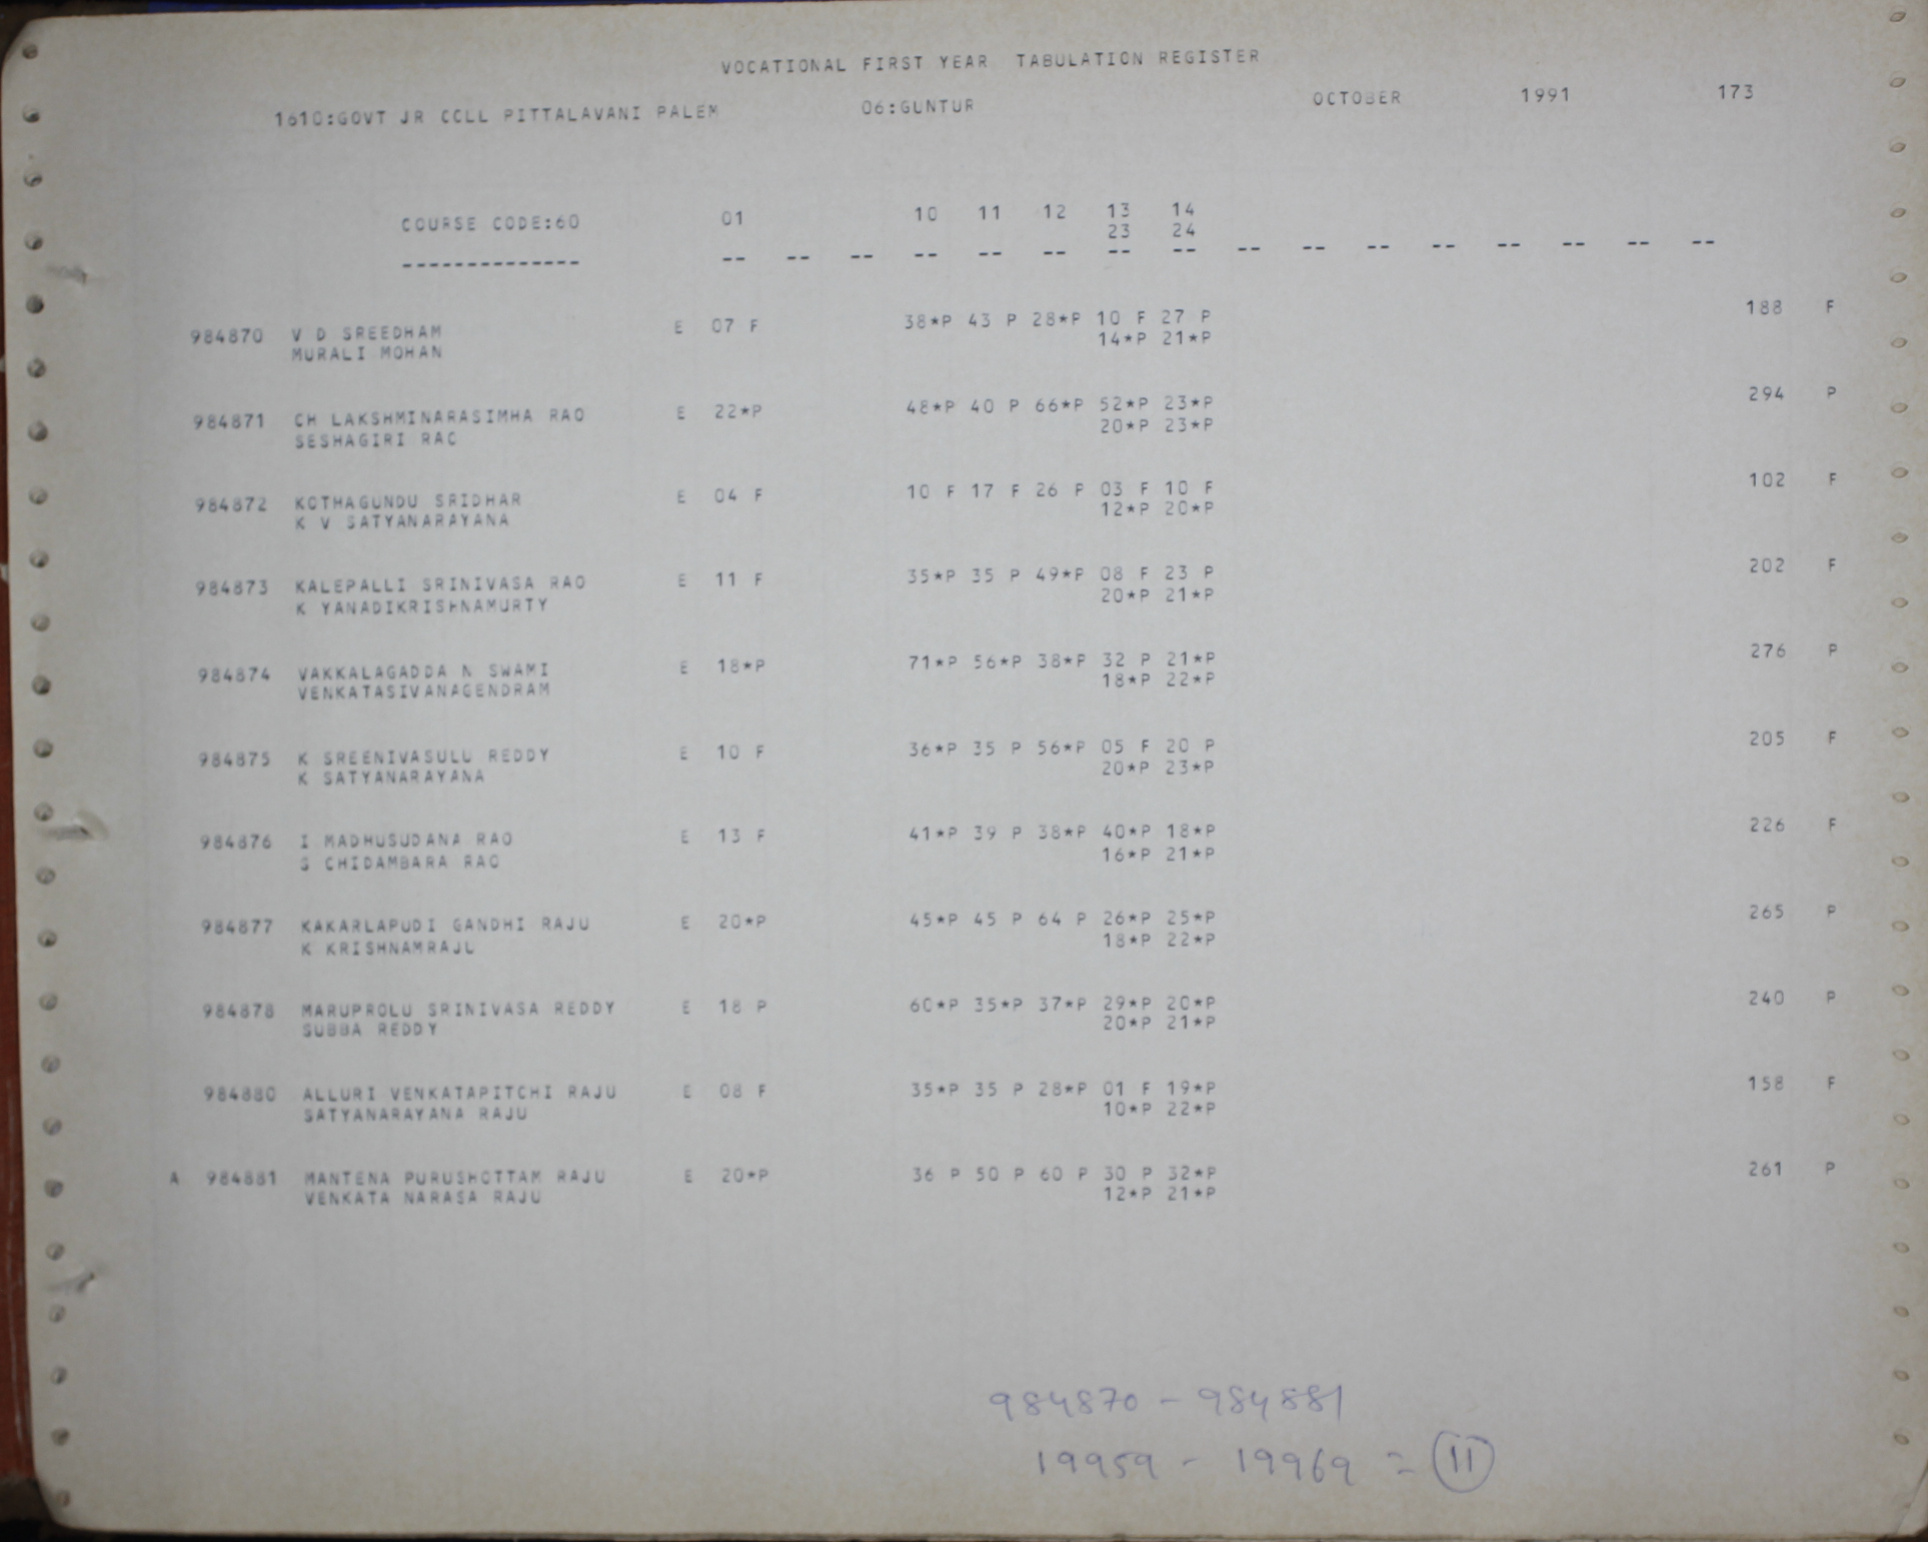 VOCATIONAL FIRST YEAR TABULATION REGISTER
1610:GOVT JR COLL PITTALAVANI PALEM 06:GUNTUR OCTOBER 1991 173
COURSE CODE:60 01 10 11 12 13 14
23 24
-------------- -- -- -- -- -- -- -- -- -- -- -- -- -- -- -- --
984870 V D SREEDHAM E 07 F 38*P 43 P 28*P 10 F 27 P 188 F
MURALI MOHAN 14*P 21*P
984871 CH LAKSHMINARASIMHA RAO E 22*P 48*P 40 P 66*P 52*P 23*P 294 P
SESHAGIRI RAO 20*P 23*P
984872 KOTHAGUNDU SRIDHAR E 04 F 10 F 17 F 26 P 03 F 10 F 102 F
K V SATYANARAYANA 12*P 20*P
984873 KALEPALLI SRINIVASA RAO E 11 F 35*P 35 P 49*P 08 F 23 P 202 F
K YANADIKRISHNAMURTY 20*P 21*P
984874 VAKKALAGADDA N SWAMI E 18*P 71*P 56*P 38*P 32 P 21*P 276 P
VENKATASIVANAGENDRAM 18*P 22*P
984875 K SREENIVASULU REDDY E 10 F 36*P 35 P 56*P 05 F 20 P 205 F
K SATYANARAYANA 20*P 23*P
984876 I MADHUSUDANA RAO E 13 F 41*P 39 P 38*P 40*P 18*P 226 F
S CHIDAMBARA RAO 16*P 21*P
984877 KAKARLAPUDI GANDHI RAJU E 20*P 45*P 45 P 64 P 26*P 25*P 265 P
K KRISHNAMRAJU 18*P 22*P
984878 MARUPROLU SRINIVASA REDDY E 18 P 60*P 35*P 37*P 29*P 20*P 240 P
SUBBA REDDY 20*P 21*P
984880 ALLURI VENKATAPITCHI RAJU E 08 F 35*P 35 P 28*P 01 F 19*P 158 F
SATYANARAYANA RAJU 10*P 22*P
A 984881 MANTENA PURUSHOTTAM RAJU E 20*P 36 P 50 P 60 P 30 P 32*P 261 P
VENKATA NARASA RAJU 12*P 21*P
984870 - 984881
19959 - 19969 = 11